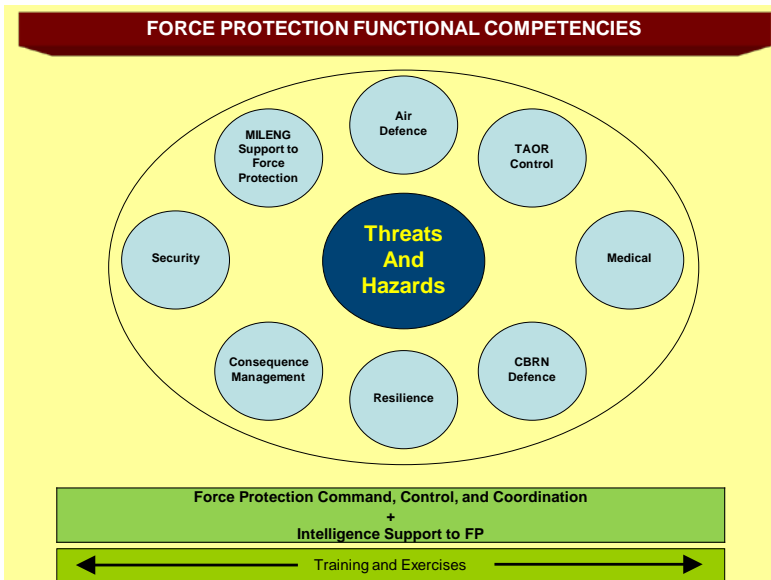 FORCE PROTECTION FUNCTIONAL COMPETENCIES
Air
Defence
MILENG
Support to
Force
Protection
TAOR
Control
Security
Threats
And
Hazards
Medical
Consequence
Management
Resilience
CBRN
Defence
Force Protection Command, Control, and Coordination
+
Intelligence Support to FP
Training and Exercises